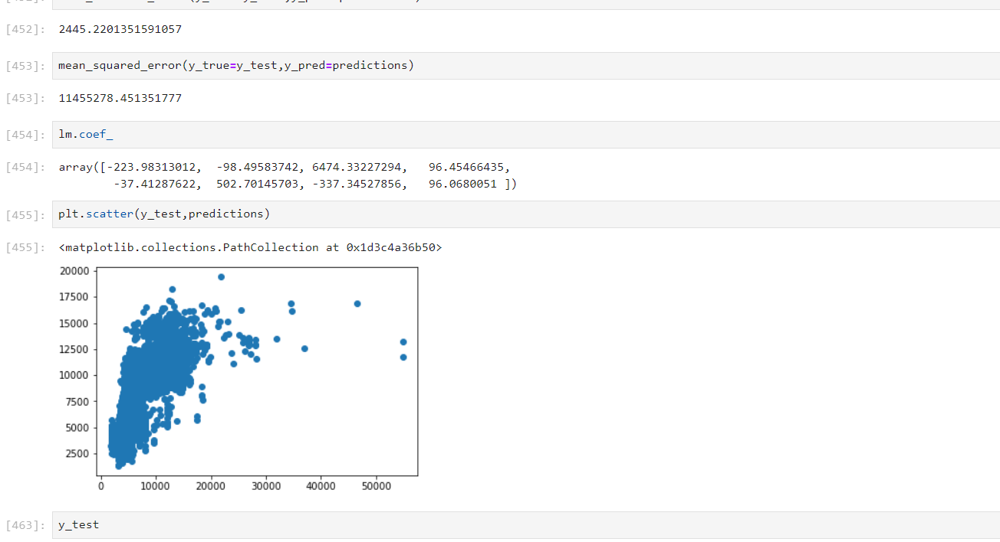 [452]: 2445.2201351591057
[453]: mean_squared_error(y_true=y_test,y_pred=predictions)
[453]: 11455278.451351777
[454]: lm.coef_
[454]: array([-223.98313012,  -98.49583742, 6474.33227294,   96.45466435,
-37.41287622,  502.70145703, -337.34527856,   96.0680051 ])
[455]: plt.scatter(y_test,predictions)
[455]: <matplotlib.collections.PathCollection at 0x1d3c4a36b50>
20000
17500
15000
12500
10000
7500
5000
2500
0 10000 20000 30000 40000 50000
[463]: y_test